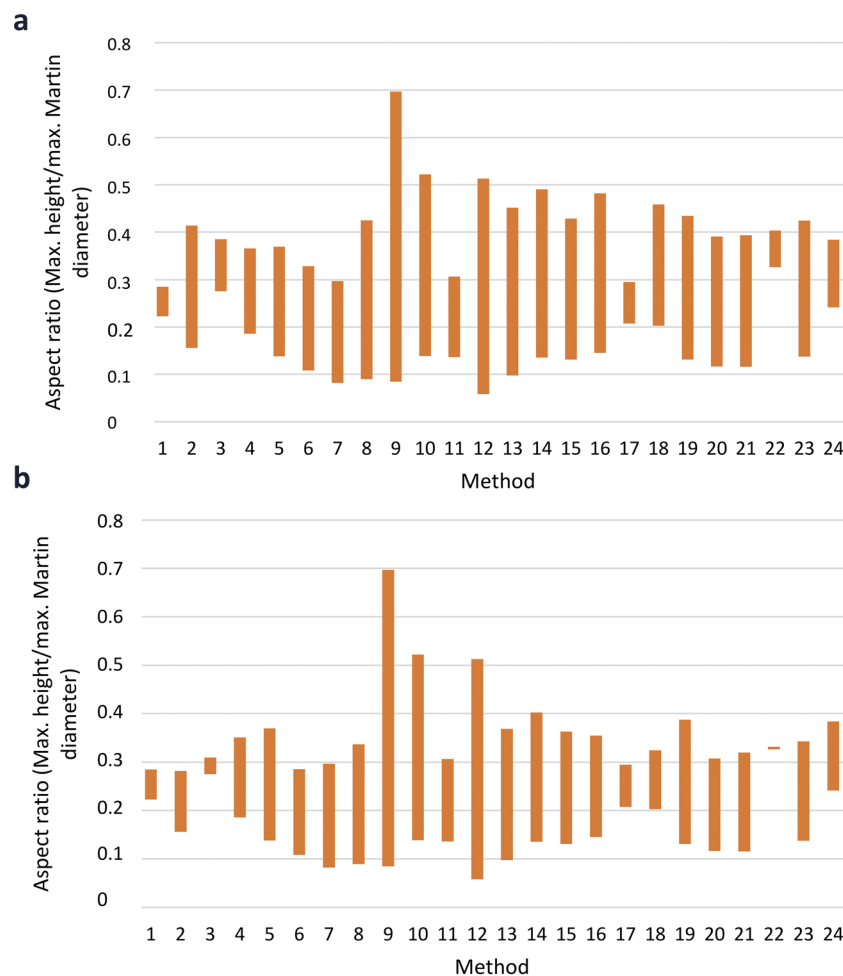 a
Aspect ratio (Max. height/max. Martin
diameter)
0.8
0.7
0.6
0.5
0.4
0.3
0.2
0.1
0
1 2 3 4 5 6 7 8 9 10 11 12 13 14 15 16 17 18 19 20 21 22 23 24
Method
b
Aspect ratio (Max. height/max. Martin
diameter)
0.8
0.7
0.6
0.5
0.4
0.3
0.2
0.1
0
1 2 3 4 5 6 7 8 9 10 11 12 13 14 15 16 17 18 19 20 21 22 23 24
Method